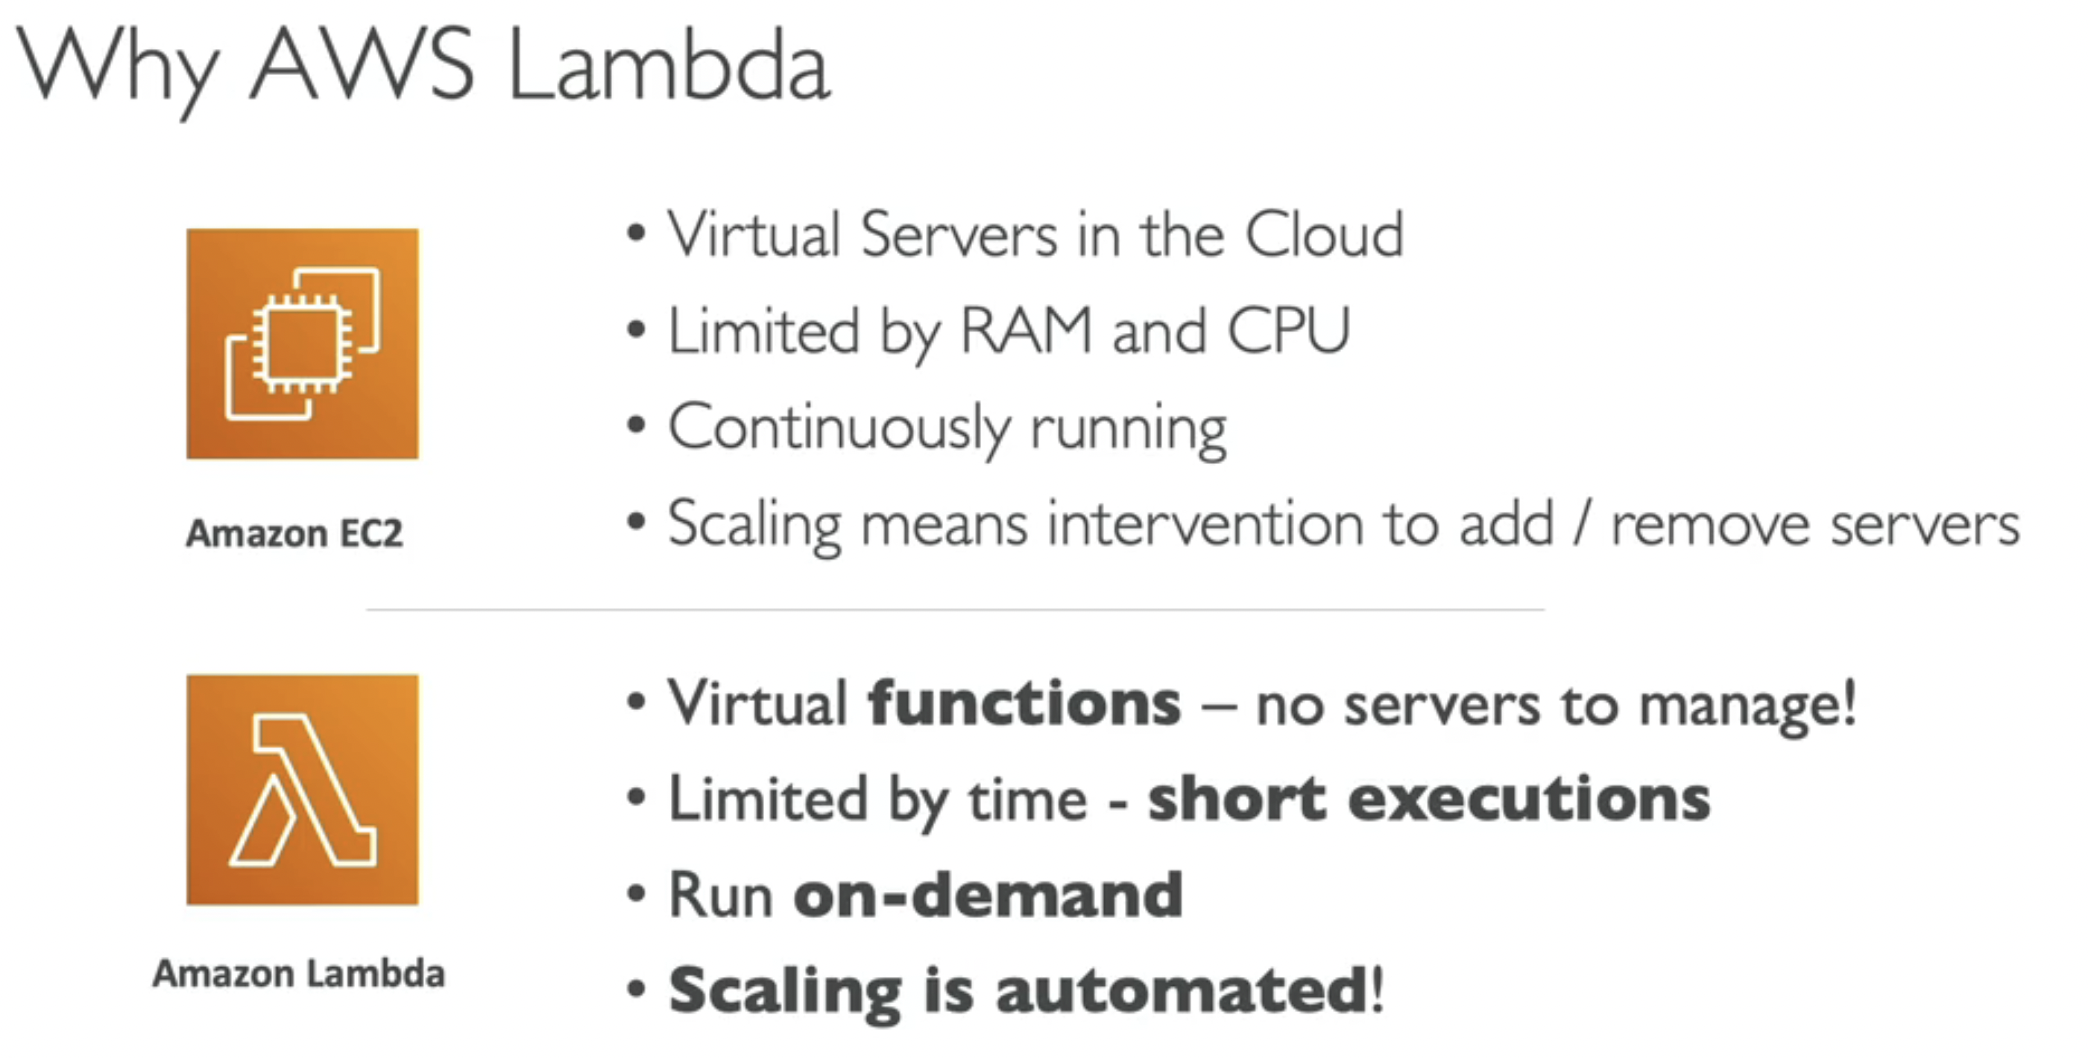 Why AWS Lambda
• Virtual Servers in the Cloud
• Limited by RAM and CPU
• Continuously running
• Scaling means intervention to add / remove servers
Amazon EC2
• Virtual functions – no servers to manage!
• Limited by time - short executions
• Run on-demand
• Scaling is automated!
Amazon Lambda